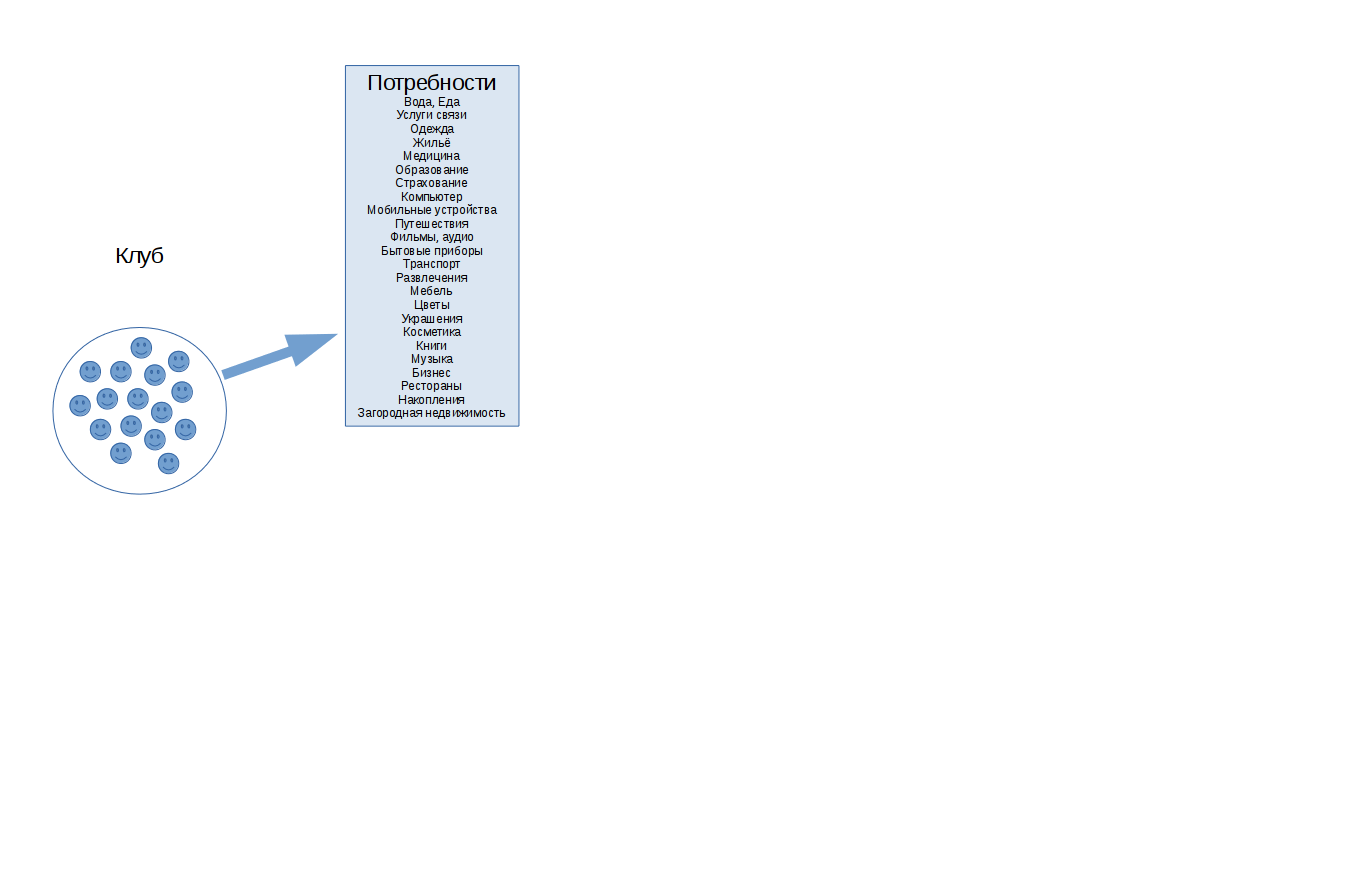 Потребности
Вода, Еда
Услуги связи
Одежда
Жильё
Медицина
Образование
Страхование
Компьютер
Мобильные устройства
Путешествия
Фильмы, аудио
Бытовые приборы
Транспорт
Развлечения
Мебель
Цветы
Украшения
Косметика
Книги
Музыка
Бизнес
Рестораны
Накопления
Загородная недвижимость
Клуб